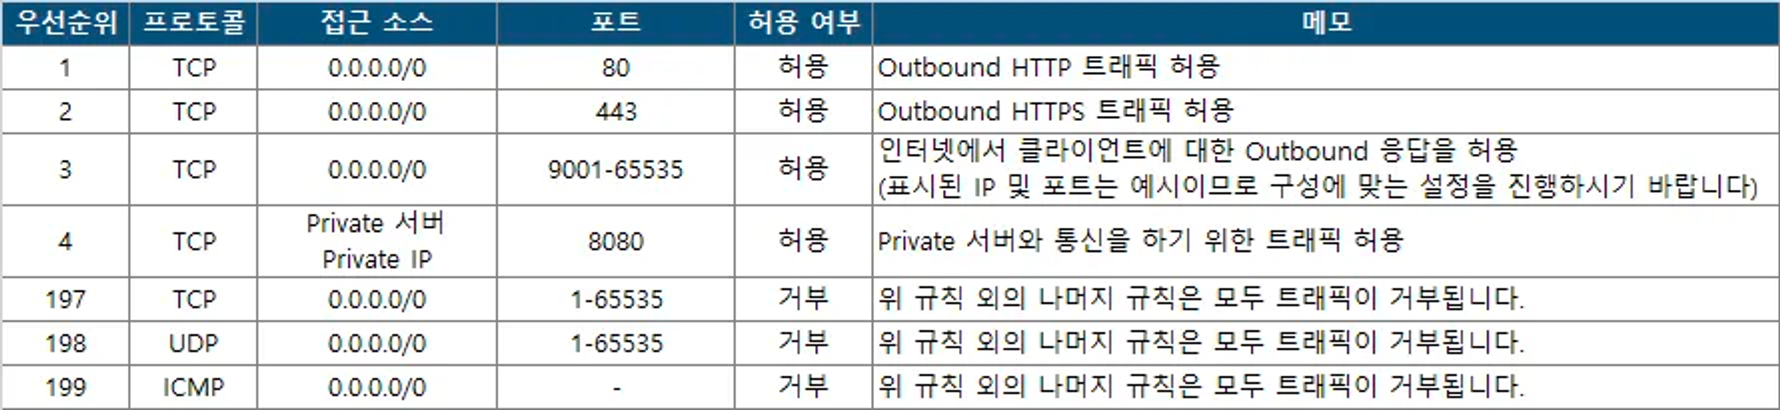 우선순위 프로토콜 접근 소스 포트 허용 여부 메모
1 TCP 0.0.0.0/0 80 허용 Outbound HTTP 트래픽 허용
2 TCP 0.0.0.0/0 443 허용 Outbound HTTPS 트래픽 허용
3 TCP 0.0.0.0/0 9001-65535 허용 인터넷에서 클라이언트에 대한 Outbound 응답을 허용
(표시된 IP 및 포트는 예시이므로 구성에 맞는 설정을 진행하시기 바랍니다)
4 TCP Private 서버 8080 허용 Private 서버와 통신을 하기 위한 트래픽 허용
Private IP
197 TCP 0.0.0.0/0 1-65535 거부 위 규칙 외의 나머지 규칙은 모두 트래픽이 거부됩니다.
198 UDP 0.0.0.0/0 1-65535 거부 위 규칙 외의 나머지 규칙은 모두 트래픽이 거부됩니다.
199 ICMP 0.0.0.0/0 - 거부 위 규칙 외의 나머지 규칙은 모두 트래픽이 거부됩니다.